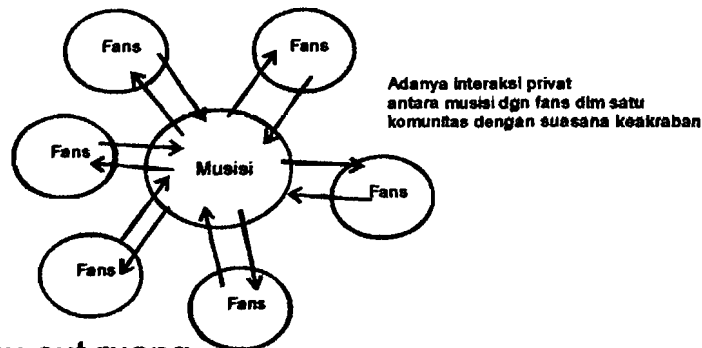 Fans
Fans
Adanya interaksi privat
antara musisi dgn fans dlm satu
komunitas dengan suasana keakraban
Fans
Musisi
Fans
Fans
Fans